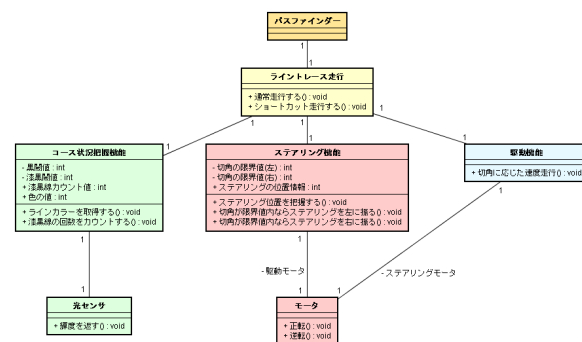 パスファインダー
1
1
ライントレース走行
+ 通常走行する() : void
+ ショートカット走行する() : void
1
1
1
1
1
1
コース状況把握機能
- 黒閾値 : int
- 漆黒閾値 : int
+ 漆黒線カウント値 : int
+ 色の値 : int
+ ラインカラーを取得する() : void
+ 漆黒線の回数をカウントする() : void
ステアリング機能
- 切角の限界値(左) : int
- 切角の限界値(右) : int
+ ステアリングの位置情報 : int
+ ステアリング位置を把握する() : void
+ 切角が限界値内ならステアリングを左に振る() : void
+ 切角が限界値内ならステアリングを右に振る() : void
駆動機能
+ 切角に応じた速度走行() : void
1
1
1
- 駆動モータ
- ステアリングモータ
1
1
1
光センサ
+ 輝度を返す() : void
モータ
+ 正転() : void
+ 逆転() : void